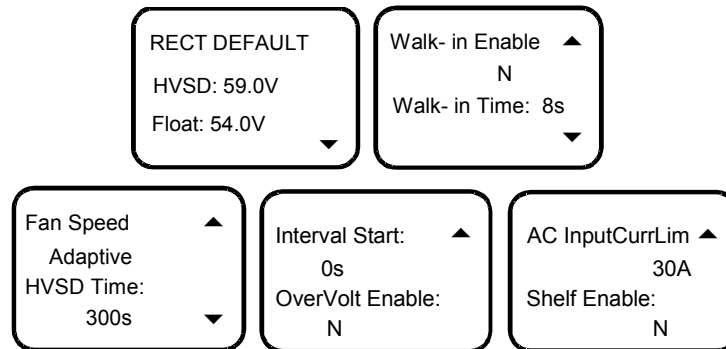 RECT DEFAULT
HVSD: 59.0V
Float: 54.0V
Walk- in Enable
N
Walk- in Time: 8s
Fan Speed
Adaptive
HVSD Time:
300s
Interval Start:
0s
OverVolt Enable:
N
AC InputCurrLim
30A
Shelf Enable:
N